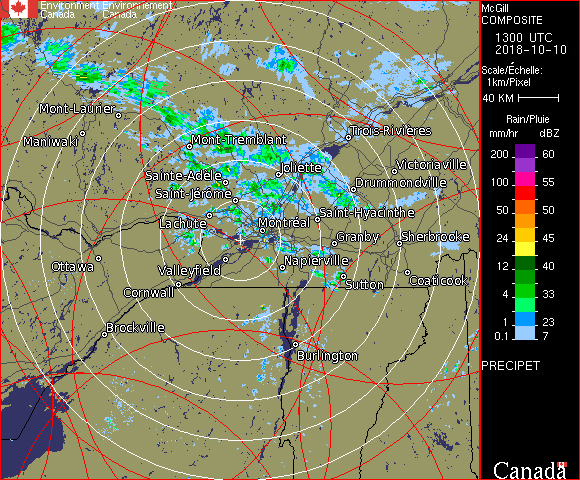 Environment Environnement
Canada Canada
McGill
COMPOSITE
1300 UTC
2018-10-10
Scale/Échelle:
1km/Pixel
40 KM
Rain/Pluie
mm/hr dBZ
200 60
100 55
50 50
24 45
12 40
4 33
1 23
0.1 7
PRECIPET
Canada
Mont-Laurier
Maniwaki
Mont-Tremblant
Trois-Rivières
Sainte-Adèle
Joliette
Victoriaville
Saint-Jérôme
Drummondville
Lachute
Montréal
Saint-Hyacinthe
Granby
Sherbrooke
Ottawa
Valleyfield
Napierville
Cornwall
Sutton
Coaticook
Brockville
Burlington